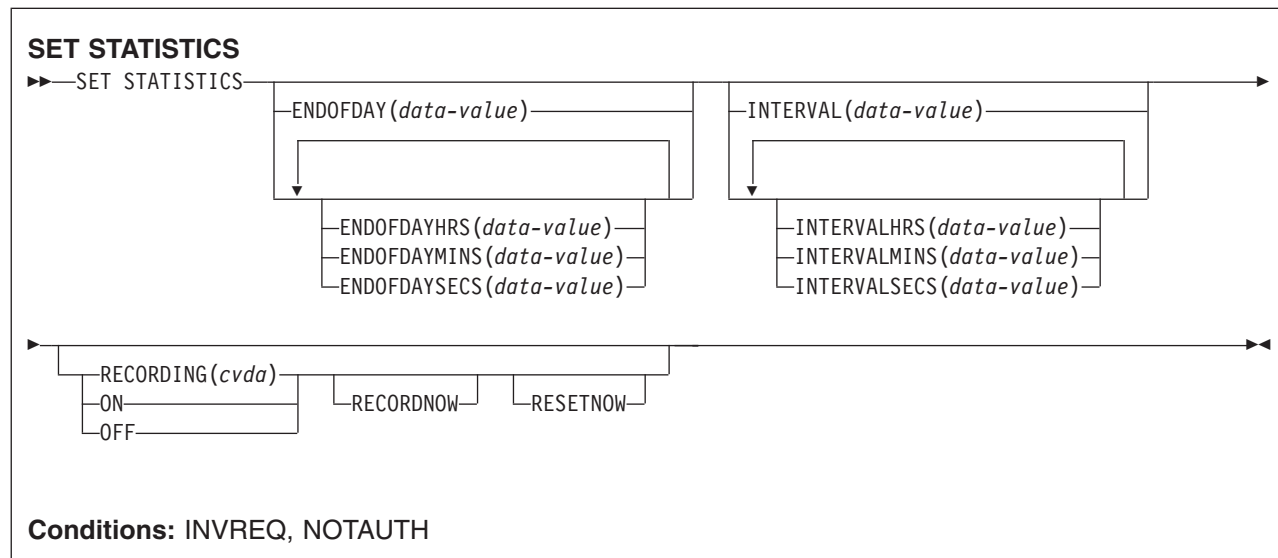 SET STATISTICS
SET STATISTICS
ENDOFDAY(data-value) INTERVAL(data-value)
ENDOFDAYHRS(data-value) INTERVALHRS(data-value)
ENDOFDAYMINS(data-value) INTERVALMINS(data-value)
ENDOFDAYSECS(data-value) INTERVALSECS(data-value)
RECORDING(cvda)
ON RECORDNOW RESETNOW
OFF
Conditions: INVREQ, NOTAUTH